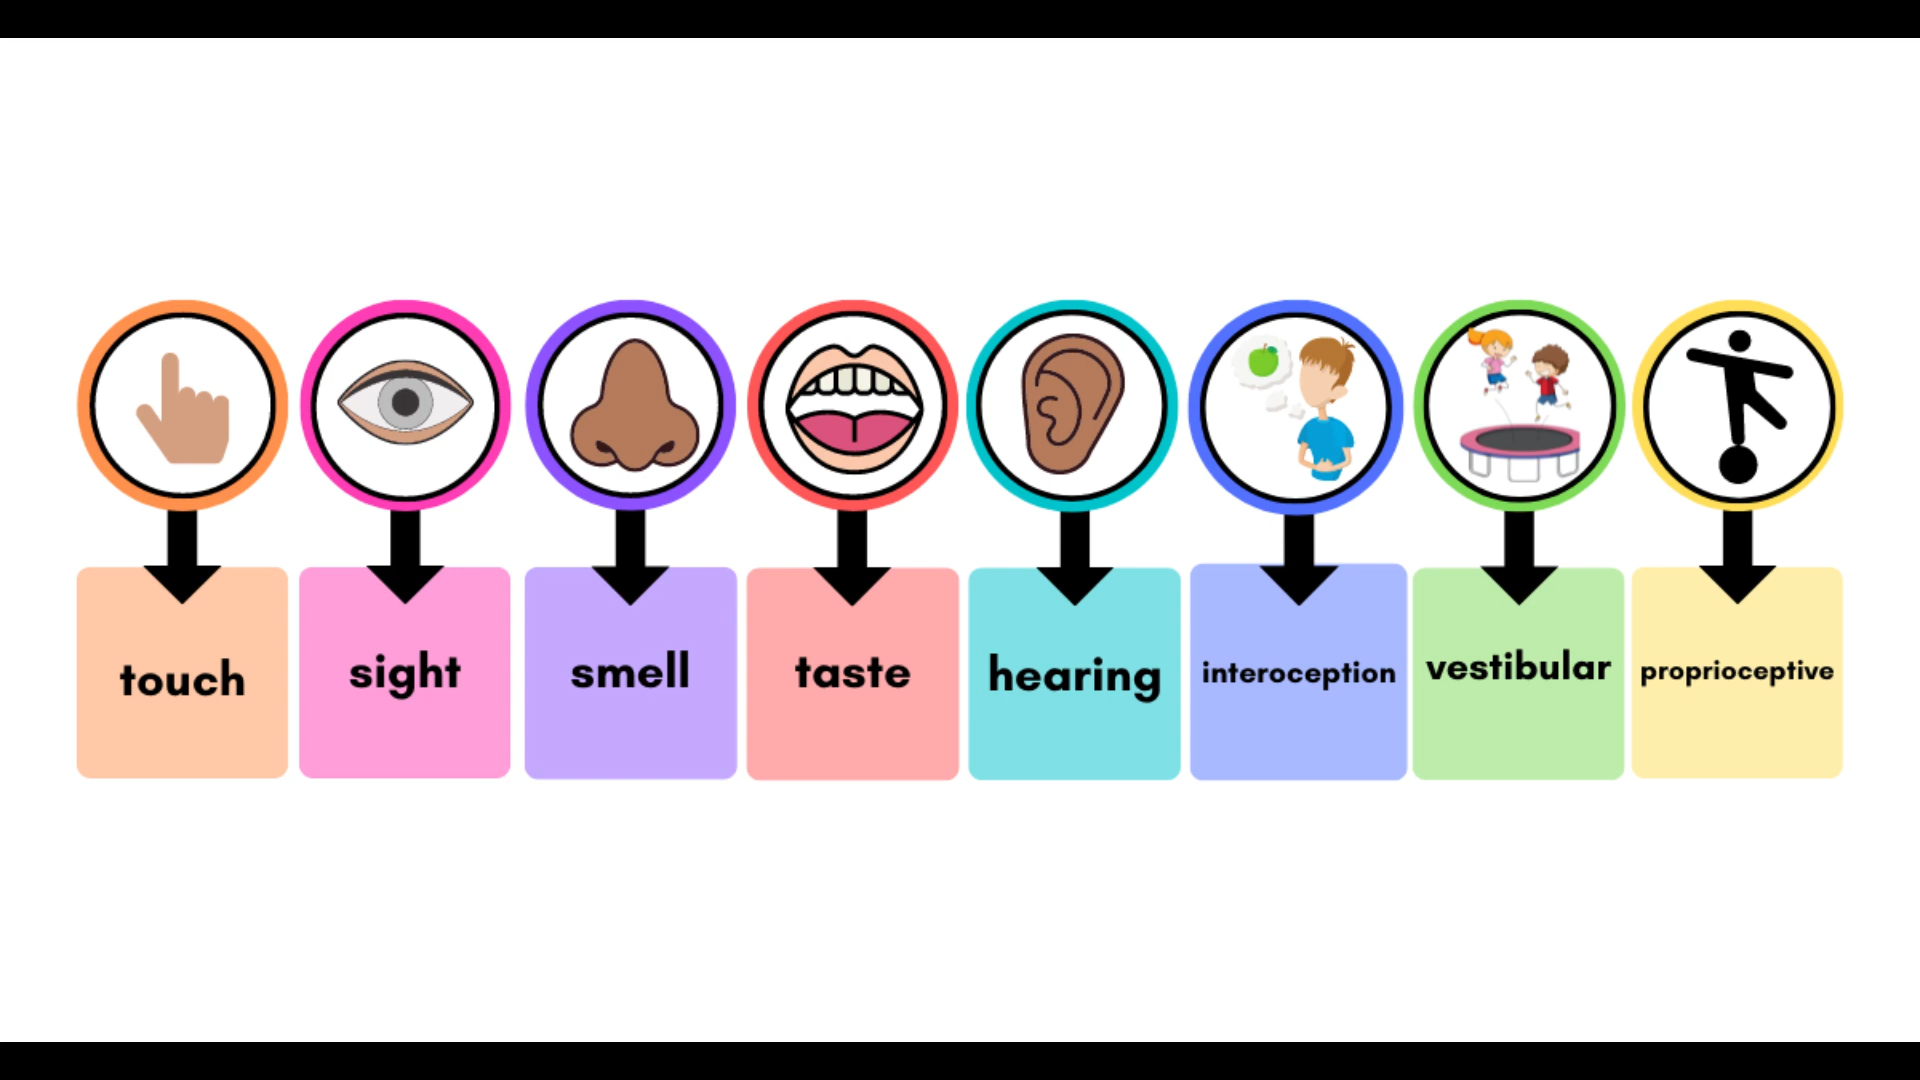 touch
sight
smell
taste
hearing
interoception
vestibular
proprioceptive